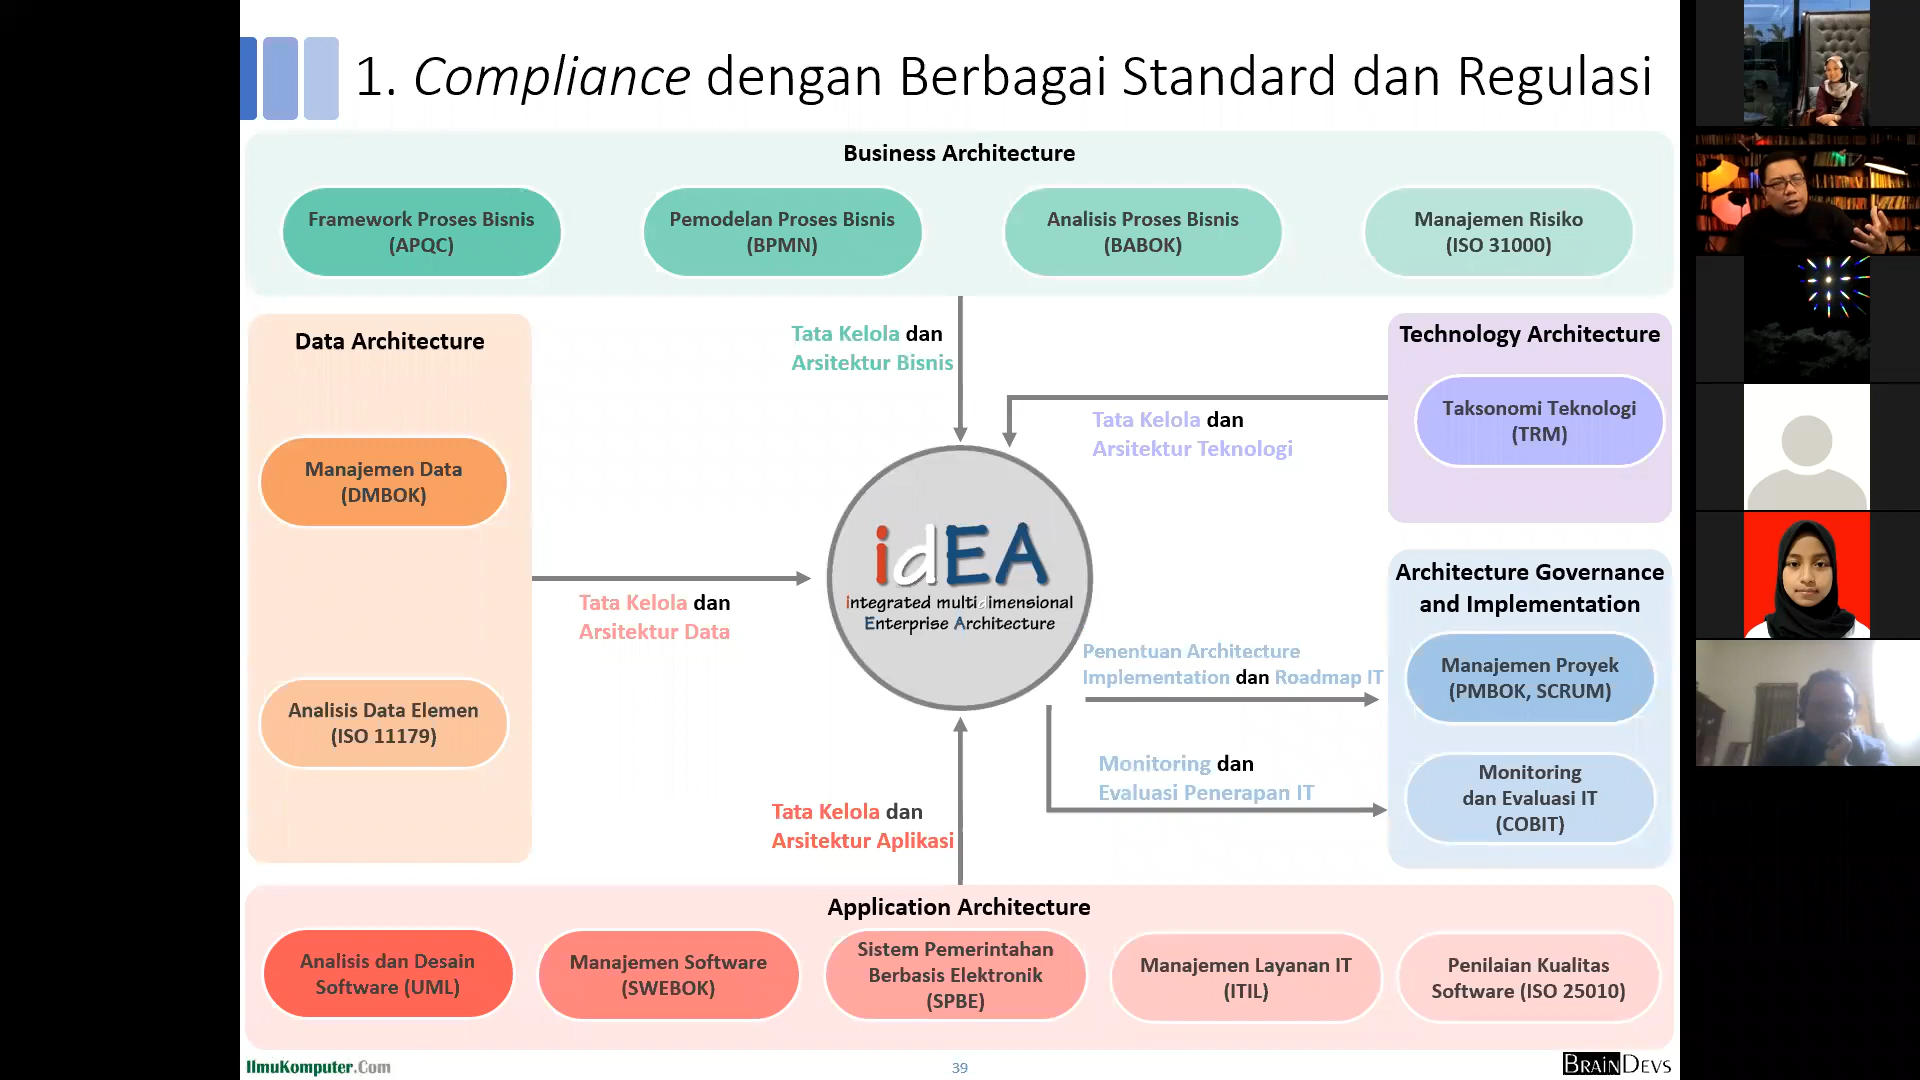 1. Compliance dengan Berbagai Standard dan Regulasi
Business Architecture
Framework Proses Bisnis
(APQC)
Pemodelan Proses Bisnis
(BPMN)
Analisis Proses Bisnis
(BABOK)
Manajemen Risiko
(ISO 31000)
Data Architecture
Manajemen Data
(DMBOK)
Analisis Data Elemen
(ISO 11179)
Tata Kelola dan
Arsitektur Bisnis
Tata Kelola dan
Arsitektur Teknologi
Technology Architecture
Taksonomi Teknologi
(TRM)
Tata Kelola dan
Arsitektur Data
idEA
integrated multidimensional
Enterprise Architecture
Penentuan Architecture
Implementation dan Roadmap IT
Monitoring dan
Evaluasi Penerapan IT
Architecture Governance
and Implementation
Manajemen Proyek
(PMBOK, SCRUM)
Monitoring
dan Evaluasi IT
(COBIT)
Tata Kelola dan
Arsitektur Aplikasi
Application Architecture
Analisis dan Desain
Software (UML)
Manajemen Software
(SWEBOK)
Sistem Pemerintahan
Berbasis Elektronik
(SPBE)
Manajemen Layanan IT
(ITIL)
Penilaian Kualitas
Software (ISO 25010)
IlmuKomputer.Com
39
BRAINDEVS